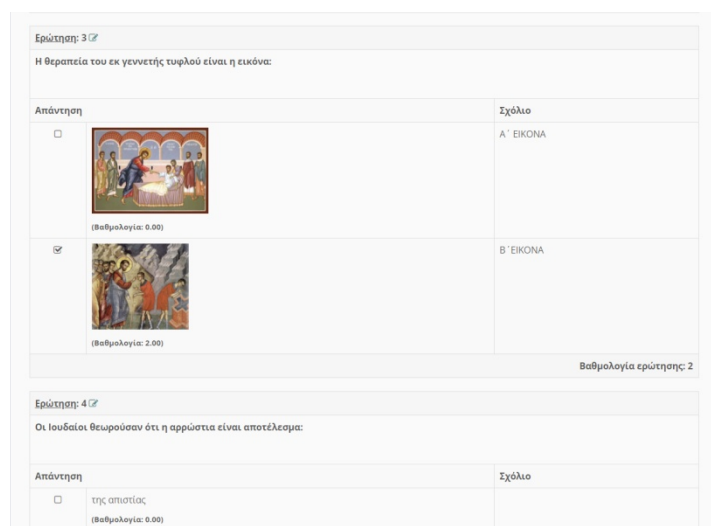 Ερώτηση: 3
Η θεραπεία του εκ γεννετής τυφλού είναι η εικόνα:
Απάντηση Σχόλιο
Α΄ ΕΙΚΟΝΑ
(Βαθμολογία: 0.00)
Β΄ΕΙΚΟΝΑ
(Βαθμολογία: 2.00)
Βαθμολογία ερώτησης: 2
Ερώτηση: 4
Οι Ιουδαίοι θεωρούσαν ότι η αρρώστια είναι αποτέλεσμα:
Απάντηση Σχόλιο
της απιστίας
(Βαθμολογία: 0.00)